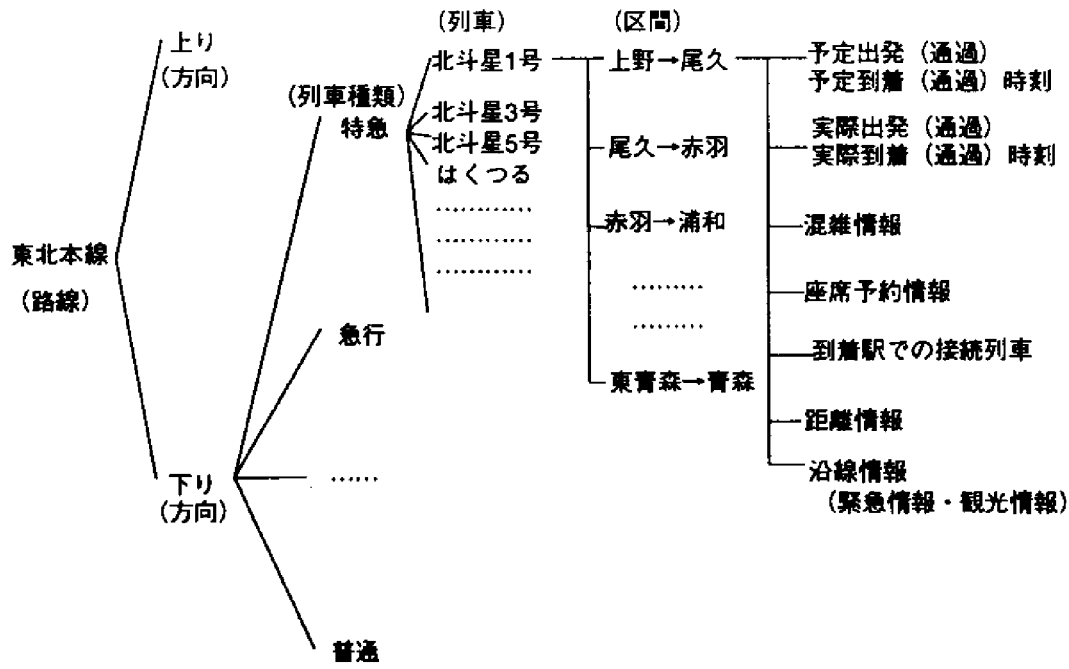 (列車)
(区間)
上り
(方向)
北斗星1号
上野→尾久
予定出発(通過)
予定到着(通過)時刻
(列車種類)
特急
北斗星3号
北斗星5号
はくつる
…………
…………
…………
尾久→赤羽
実際出発(通過)
実際到着(通過)時刻
赤羽→浦和
混雑情報
東北本線
(路線)
………
………
座席予約情報
急行
到着駅での接続列車
東青森→青森
距離情報
下り
(方向)
……
沿線情報
(緊急情報・観光情報)
普通